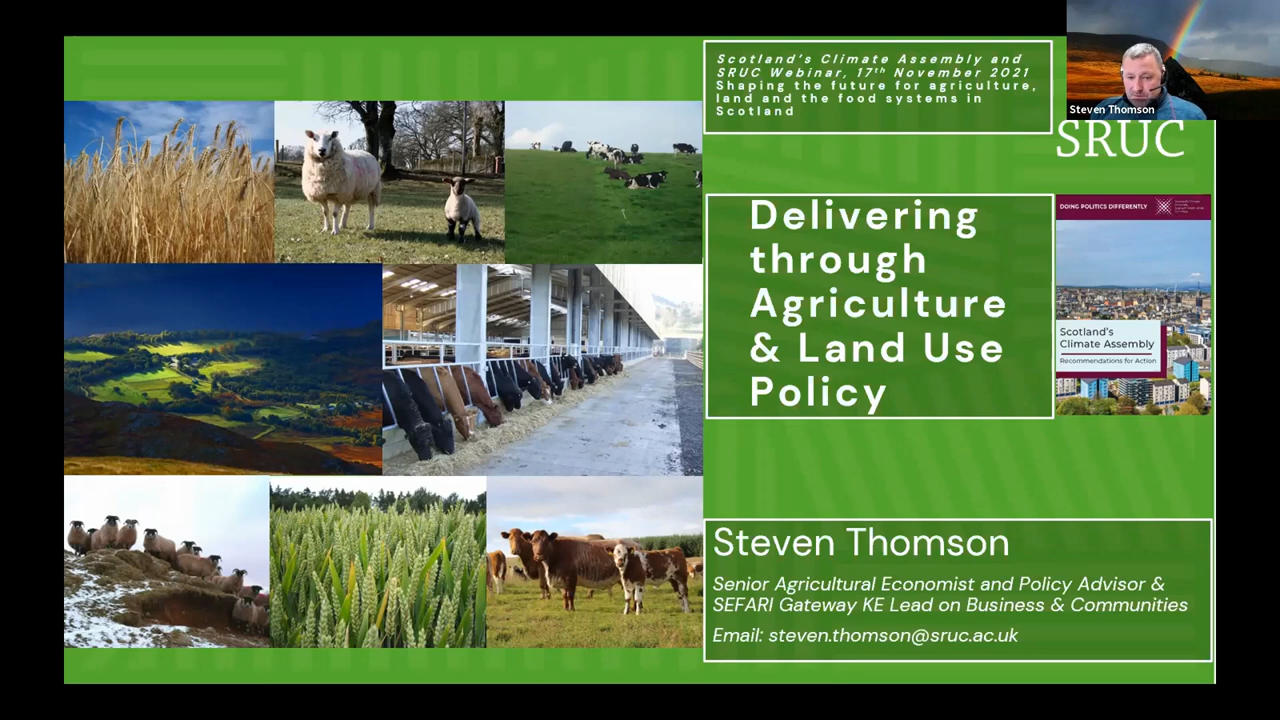 Scotland's Climate Assembly and
SRUC Webinar, 17th November 2021
Shaping the future for agriculture,
land and the food systems in
Scotland
Steven Thomson
SRUC
Delivering
through
Agriculture
& Land Use
Policy
DOING POLITICS DIFFERENTLY
Scotland's
Climate Assembly
Recommendations for Action
Steven Thomson
Senior Agricultural Economist and Policy Advisor &
SEFARI Gateway KE Lead on Business & Communities
Email: steven.thomson@sruc.ac.uk